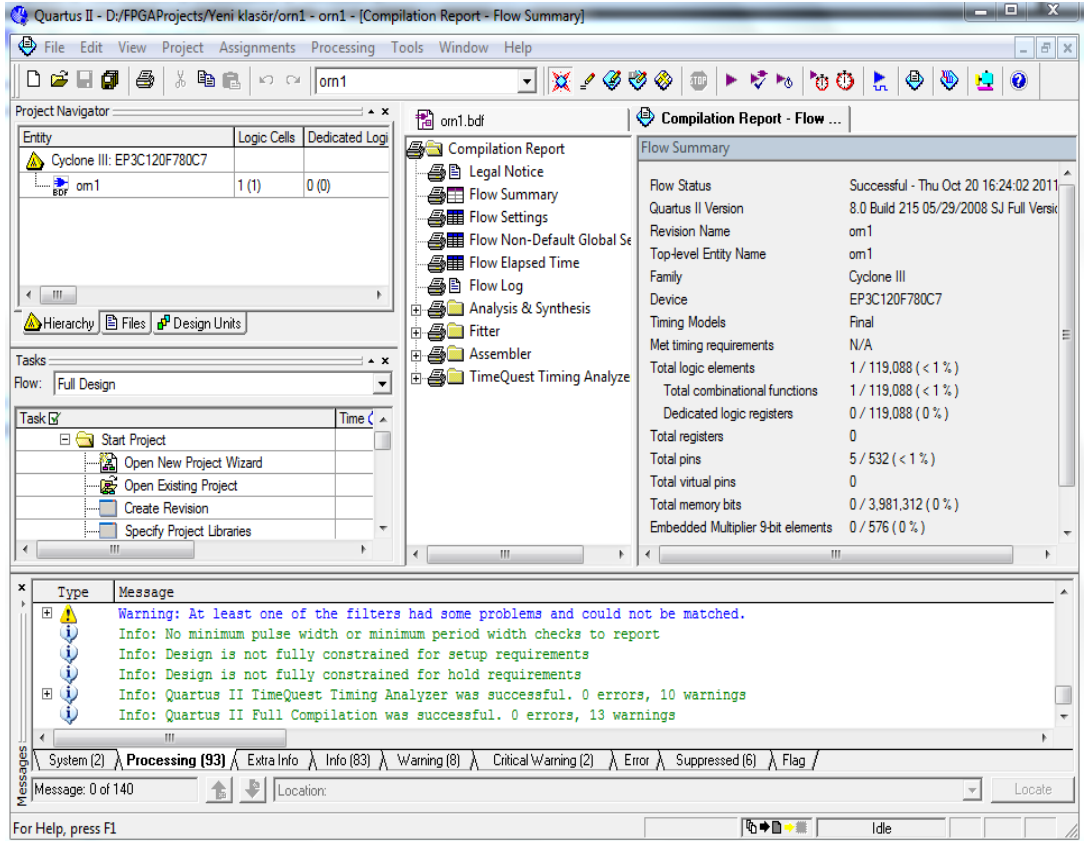 Quartus II - D:/FPGAProjects/Yeni klasör/orn1 - orn1 - [Compilation Report - Flow Summary]
File Edit View Project Assignments Processing Tools Window Help
orn1
Project Navigator
Entity Logic Cells Dedicated Logi
Cyclone III: EP3C120F780C7
orn1 1 (1) 0 (0)
Hierarchy Files Design Units
Tasks
Flow: Full Design
Task Time
Start Project
Open New Project Wizard
Open Existing Project
Create Revision
Specify Project Libraries
orn1.bdf
Compilation Report - Flow ...
Compilation Report
Legal Notice
Flow Summary
Flow Settings
Flow Non-Default Global Se
Flow Elapsed Time
Flow Log
Analysis & Synthesis
Fitter
Assembler
TimeQuest Timing Analyze
Flow Summary
Flow Status Successful - Thu Oct 20 16:24:02 2011
Quartus II Version 8.0 Build 215 05/29/2008 SJ Full Versi
Revision Name orn1
Top-level Entity Name orn1
Family Cyclone III
Device EP3C120F780C7
Timing Models Final
Met timing requirements N/A
Total logic elements 1 / 119,088 ( < 1 % )
Total combinational functions 1 / 119,088 ( < 1 % )
Dedicated logic registers 0 / 119,088 ( 0 % )
Total registers 0
Total pins 5 / 532 ( < 1 % )
Total virtual pins 0
Total memory bits 0 / 3,981,312 ( 0 % )
Embedded Multiplier 9-bit elements 0 / 576 ( 0 % )
Type Message
Warning: At least one of the filters had some problems and could not be matched.
Info: No minimum pulse width or minimum period width checks to report
Info: Design is not fully constrained for setup requirements
Info: Design is not fully constrained for hold requirements
Info: Quartus II TimeQuest Timing Analyzer was successful. 0 errors, 10 warnings
Info: Quartus II Full Compilation was successful. 0 errors, 13 warnings
System (2) Processing (93) Extra Info Info (83) Warning (8) Critical Warning (2) Error Suppressed (6) Flag
Messages
Message: 0 of 140 Location: Locate
For Help, press F1 Idle